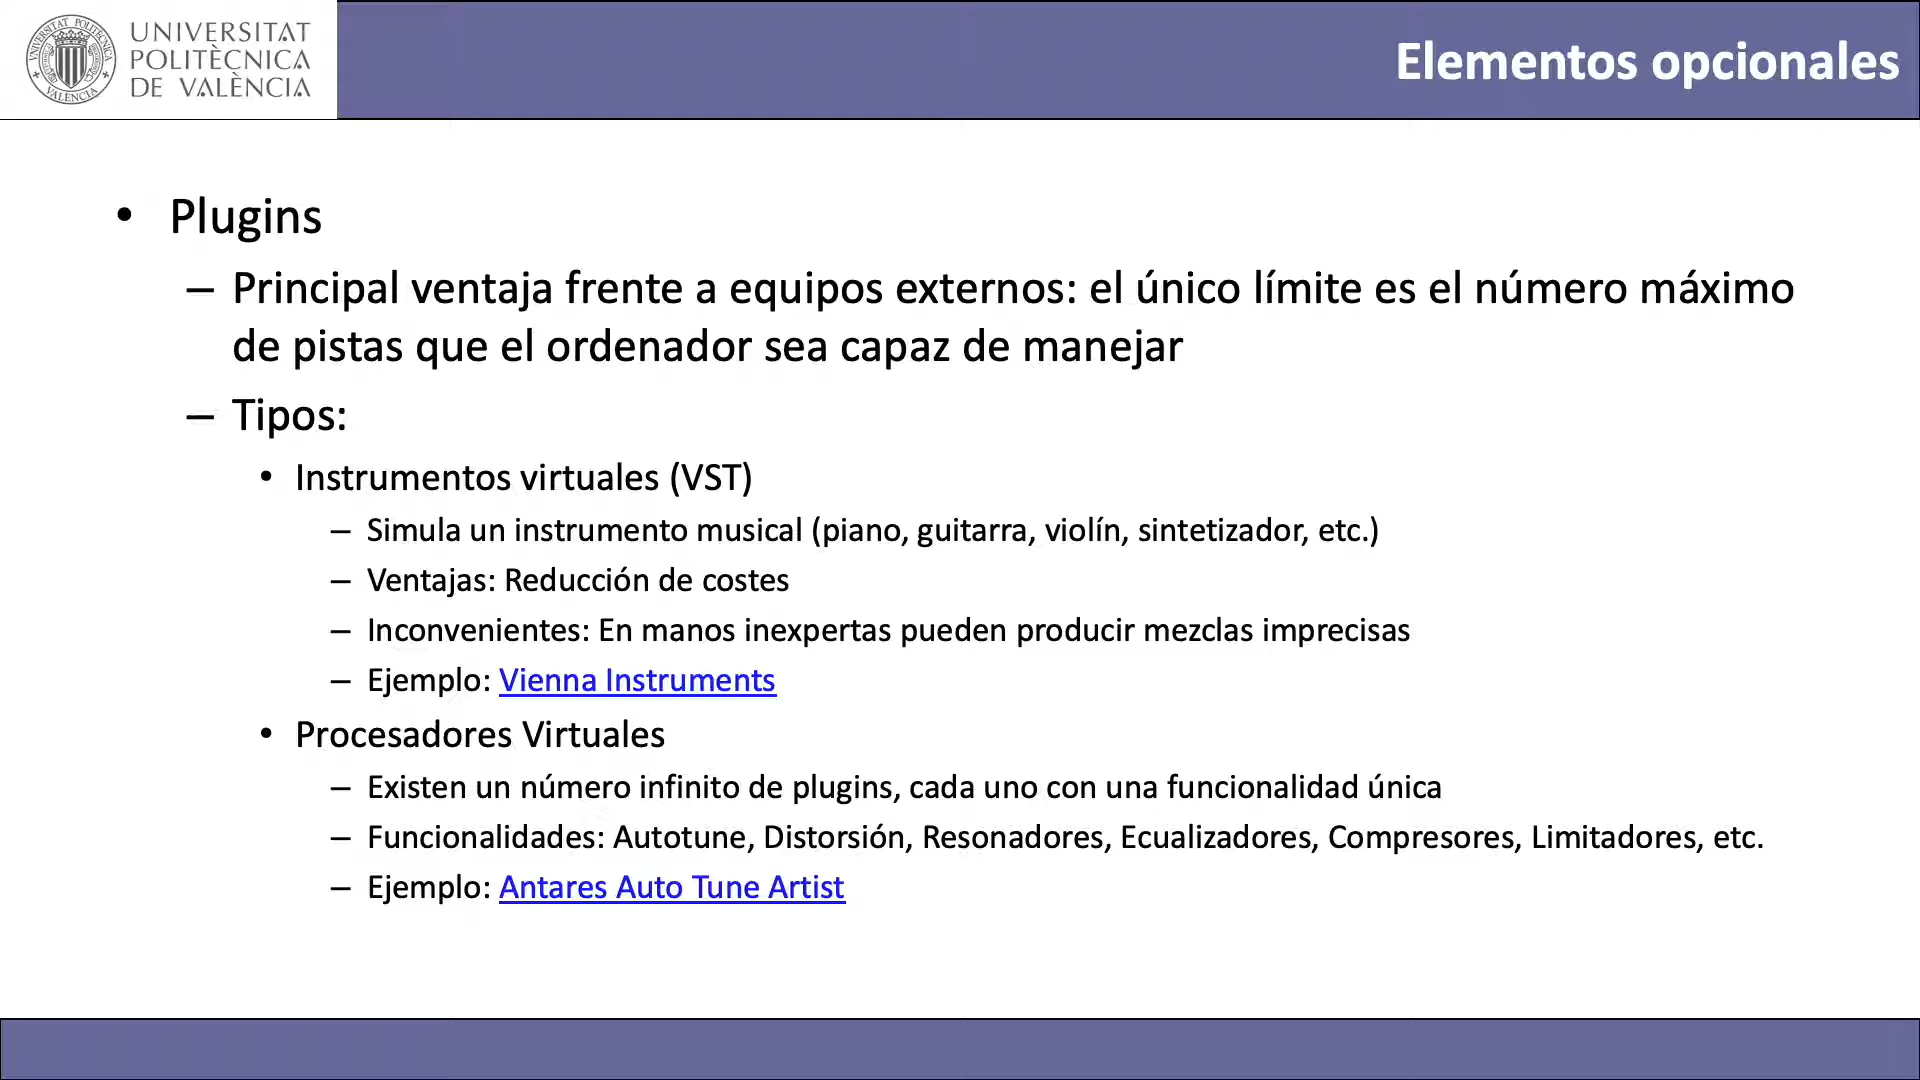 UNIVERSITAT
POLITÈCNICA
DE VALÈNCIA
Elementos opcionales
• Plugins
– Principal ventaja frente a equipos externos: el único límite es el número máximo
de pistas que el ordenador sea capaz de manejar
– Tipos:
• Instrumentos virtuales (VST)
– Simula un instrumento musical (piano, guitarra, violín, sintetizador, etc.)
– Ventajas: Reducción de costes
– Inconvenientes: En manos inexpertas pueden producir mezclas imprecisas
– Ejemplo: Vienna Instruments
• Procesadores Virtuales
– Existen un número infinito de plugins, cada uno con una funcionalidad única
– Funcionalidades: Autotune, Distorsión, Resonadores, Ecualizadores, Compresores, Limitadores, etc.
– Ejemplo: Antares Auto Tune Artist